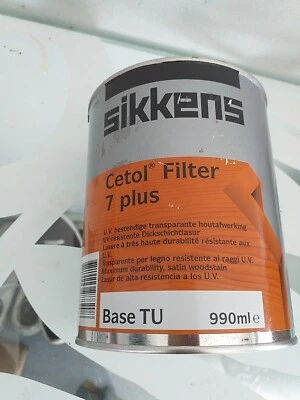 sikkens
Cetol® Filter
7 plus
U.V. bestendige transparante houtafwerking
UV-resistente Dickschichtlasur
Lasure à très haute durabilité résistante aux
U.V.
Trasparente per legno resistente ai raggi U.V.
Maximum durability, satin woodstain
Lasur de alta resistencia a los U.V.
Base TU
990ml e